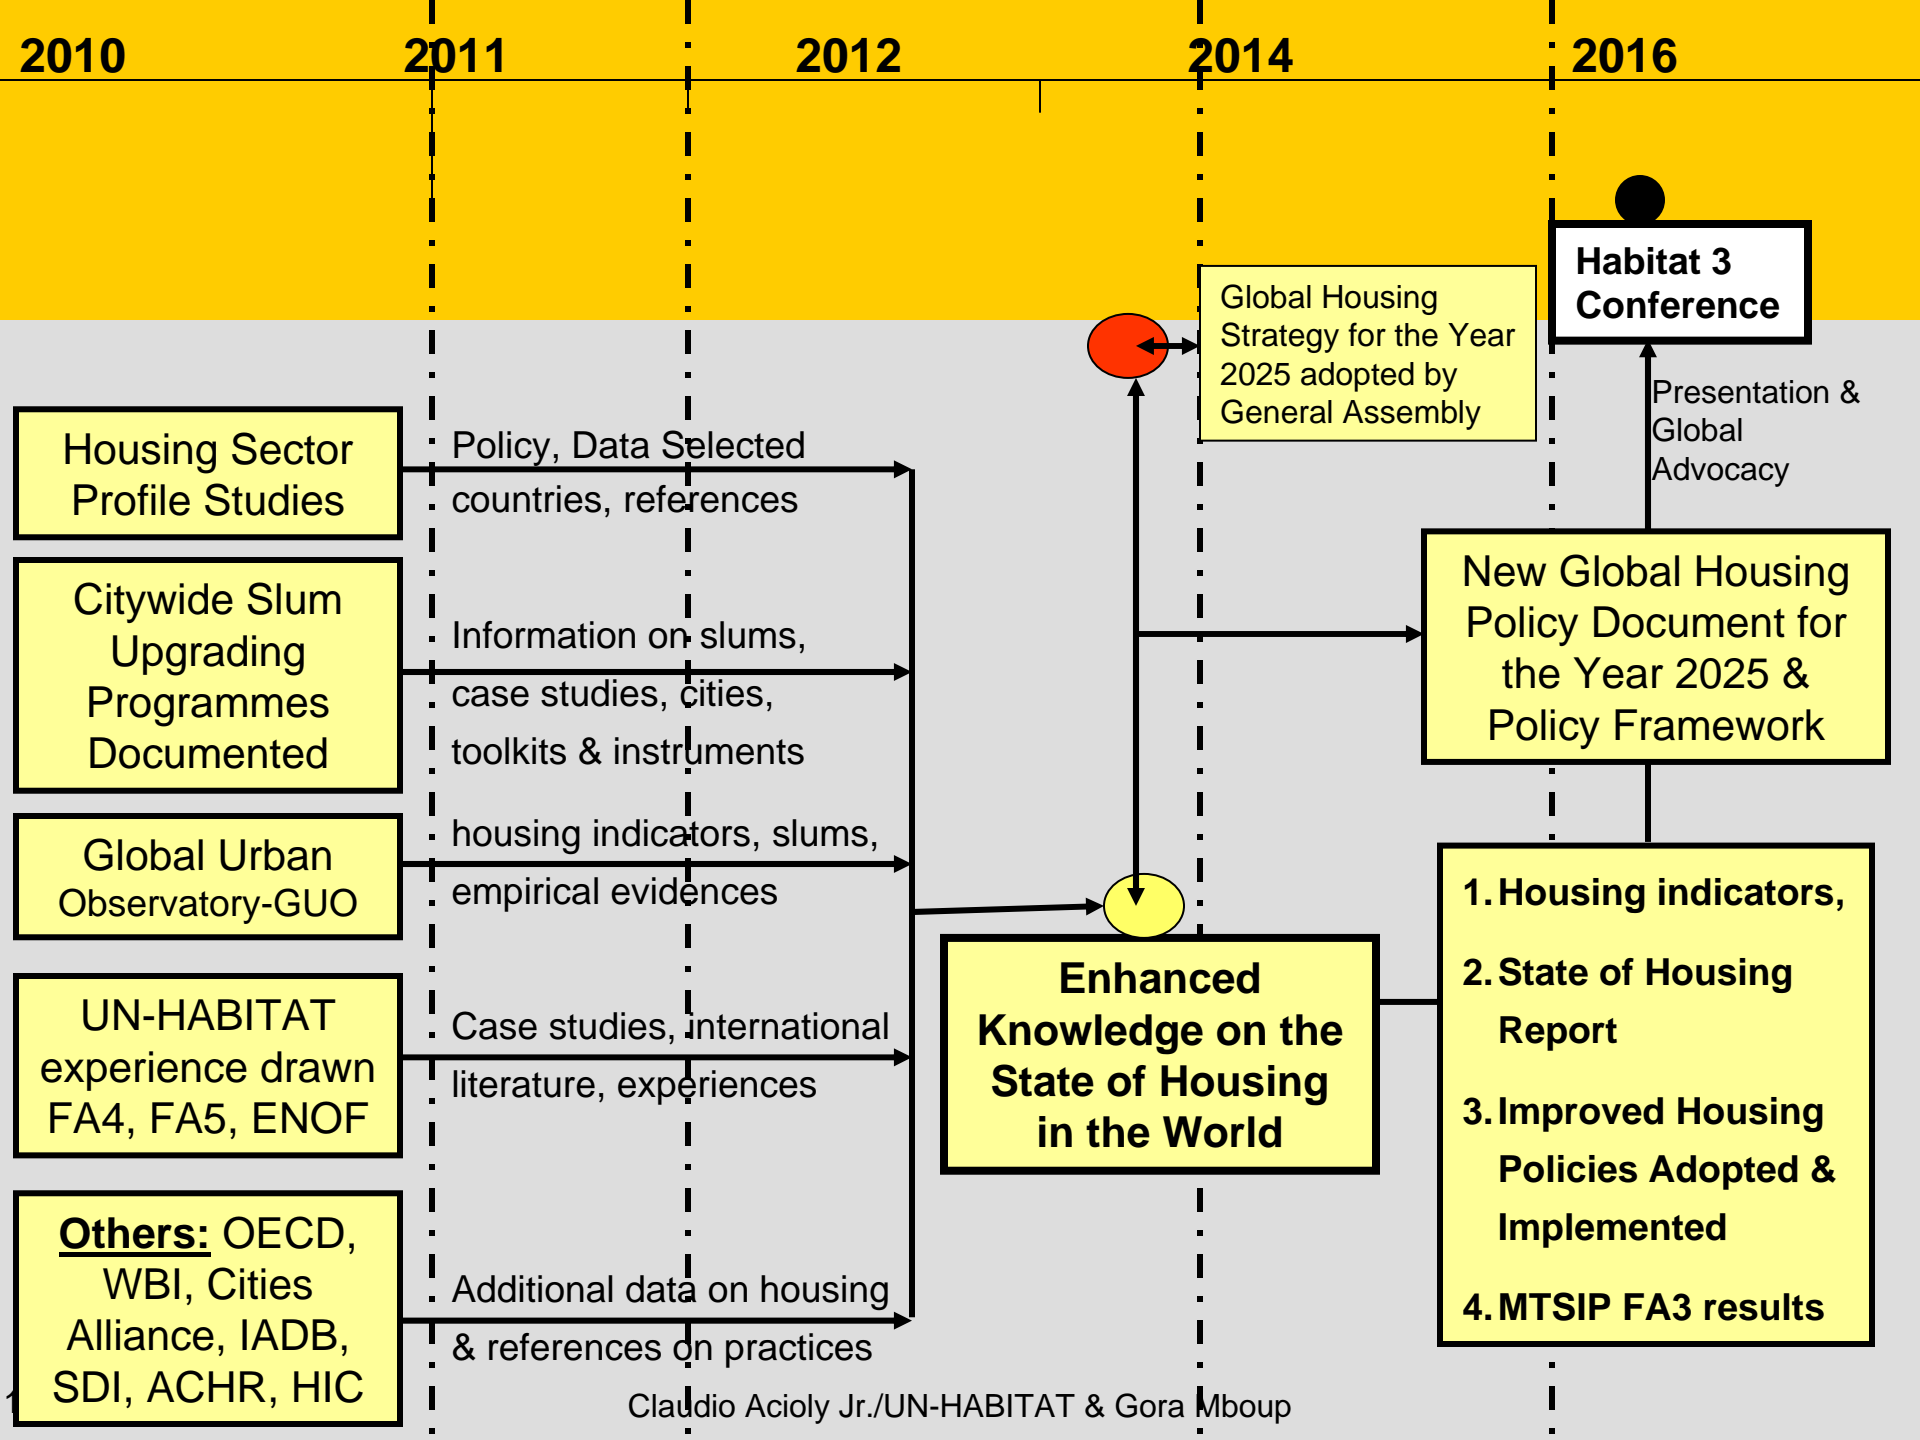 2010 2011 2012 2014 2016
Habitat 3
Conference
Global Housing
Strategy for the Year
2025 adopted by
General Assembly
Presentation &
Global
Advocacy
Housing Sector
Profile Studies
Policy, Data Selected
countries, references
Citywide Slum
Upgrading
Programmes
Documented
Information on slums,
case studies, cities,
toolkits & instruments
New Global Housing
Policy Document for
the Year 2025 &
Policy Framework
Global Urban
Observatory-GUO
housing indicators, slums,
empirical evidences
UN-HABITAT
experience drawn
FA4, FA5, ENOF
Case studies, international
literature, experiences
Enhanced
Knowledge on the
State of Housing
in the World
1. Housing indicators,
2. State of Housing
Report
3. Improved Housing
Policies Adopted &
Implemented
4. MTSIP FA3 results
Others: OECD,
WBI, Cities
Alliance, IADB,
SDI, ACHR, HIC
Additional data on housing
& references on practices
Claudio Acioly Jr./UN-HABITAT & Gora Mboup